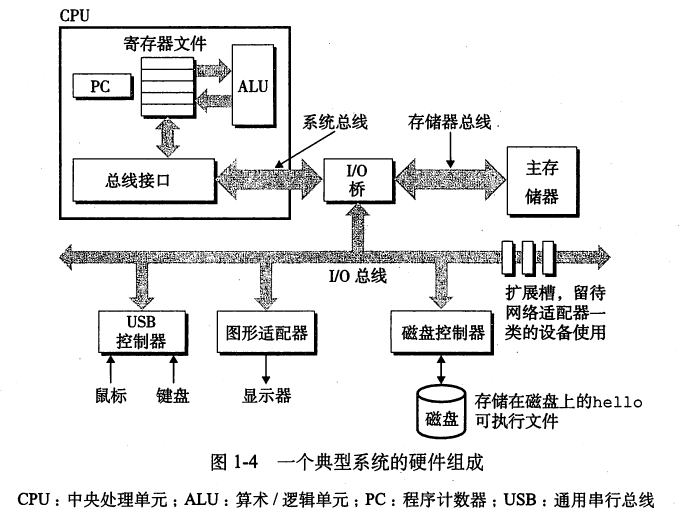 CPU
寄存器文件
PC
ALU
系统总线
存储器总线
总线接口
I/O
桥
主存
储器
I/O 总线
扩展槽，留待
网络适配器一
类的设备使用
USB
控制器
图形适配器
磁盘控制器
鼠标
键盘
显示器
磁盘
存储在磁盘上的hello
可执行文件
图 1-4 一个典型系统的硬件组成
CPU：中央处理单元；ALU：算术 / 逻辑单元；PC：程序计数器；USB：通用串行总线